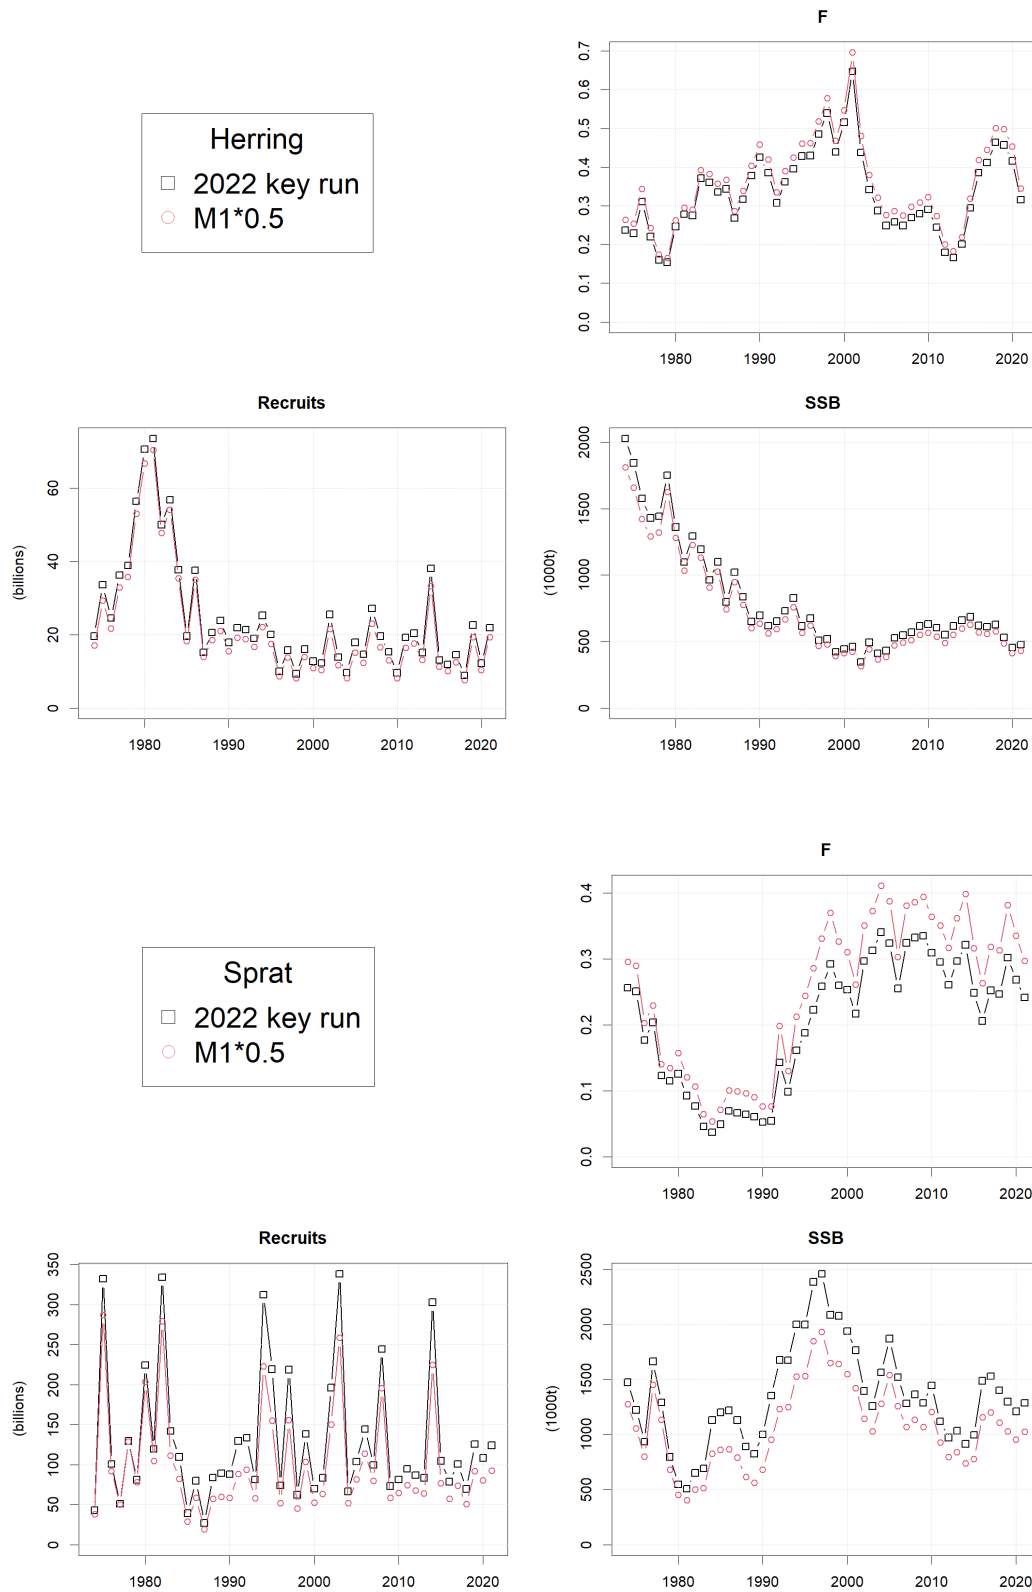 F
Herring
2022 key run
M1*0.5
0.0 0.1 0.2 0.3 0.4 0.5 0.6 0.7
1980 1990 2000 2010 2020
Recruits
(billions)
0 20 40 60
1980 1990 2000 2010 2020
SSB
(1000t)
0 500 1000 1500 2000
1980 1990 2000 2010 2020
F
Sprat
2022 key run
M1*0.5
0.0 0.1 0.2 0.3 0.4
1980 1990 2000 2010 2020
Recruits
(billions)
0 50 100 150 200 250 300 350
1980 1990 2000 2010 2020
SSB
(1000t)
0 500 1000 1500 2000 2500
1980 1990 2000 2010 2020